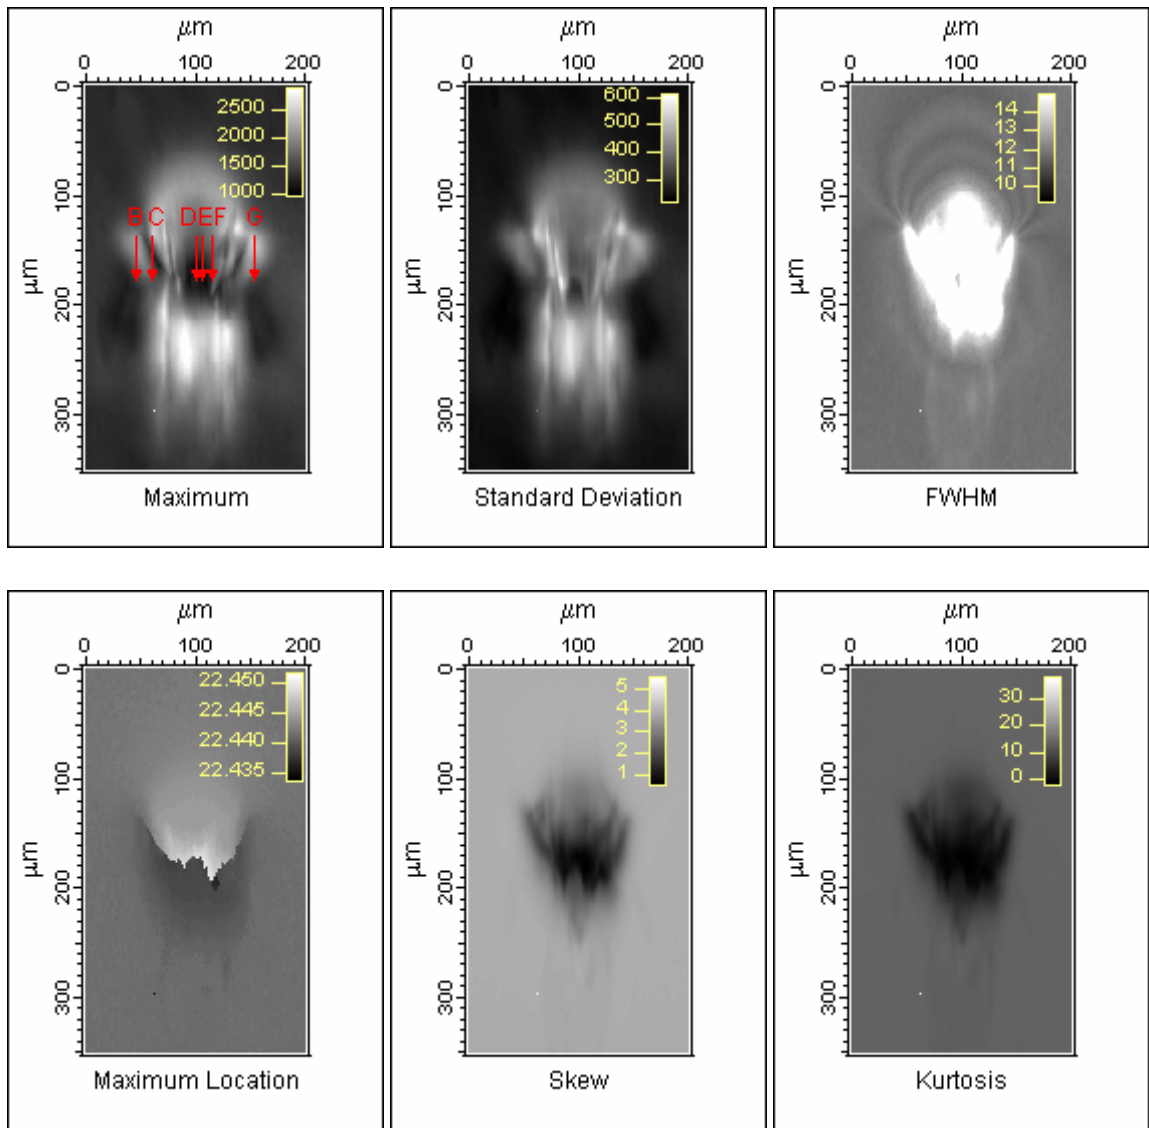 μm
0 100 200
0
100
200
300
μm
2500
2000
1500
1000
B C D E F G
Maximum
μm
0 100 200
0
100
200
300
μm
600
500
400
300
Standard Deviation
μm
0 100 200
0
100
200
300
μm
14
13
12
11
10
FWHM
μm
0 100 200
0
100
200
300
μm
22.450
22.445
22.440
22.435
Maximum Location
μm
0 100 200
0
100
200
300
μm
5
4
3
2
1
Skew
μm
0 100 200
0
100
200
300
μm
30
20
10
0
Kurtosis